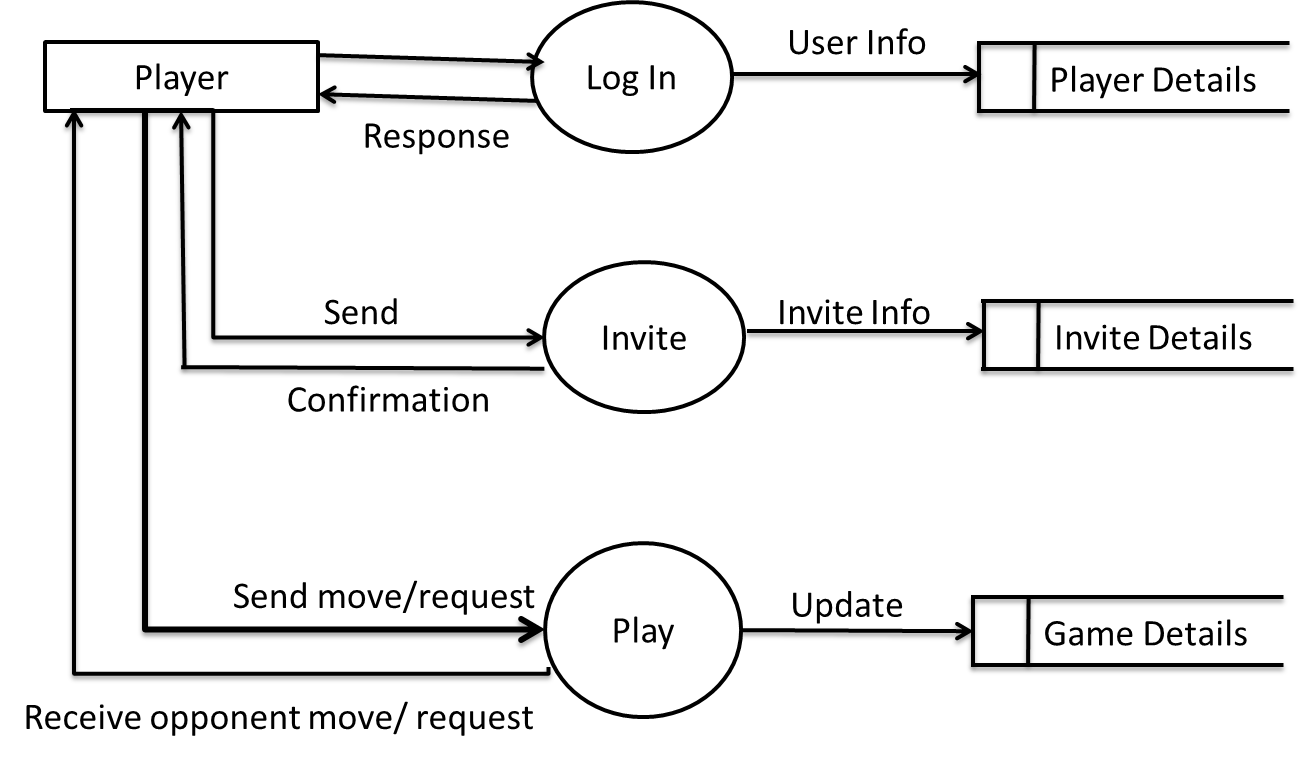 Player
Log In
User Info
Player Details
Response
Send
Invite
Invite Info
Invite Details
Confirmation
Send move/request
Play
Update
Game Details
Receive opponent move/ request